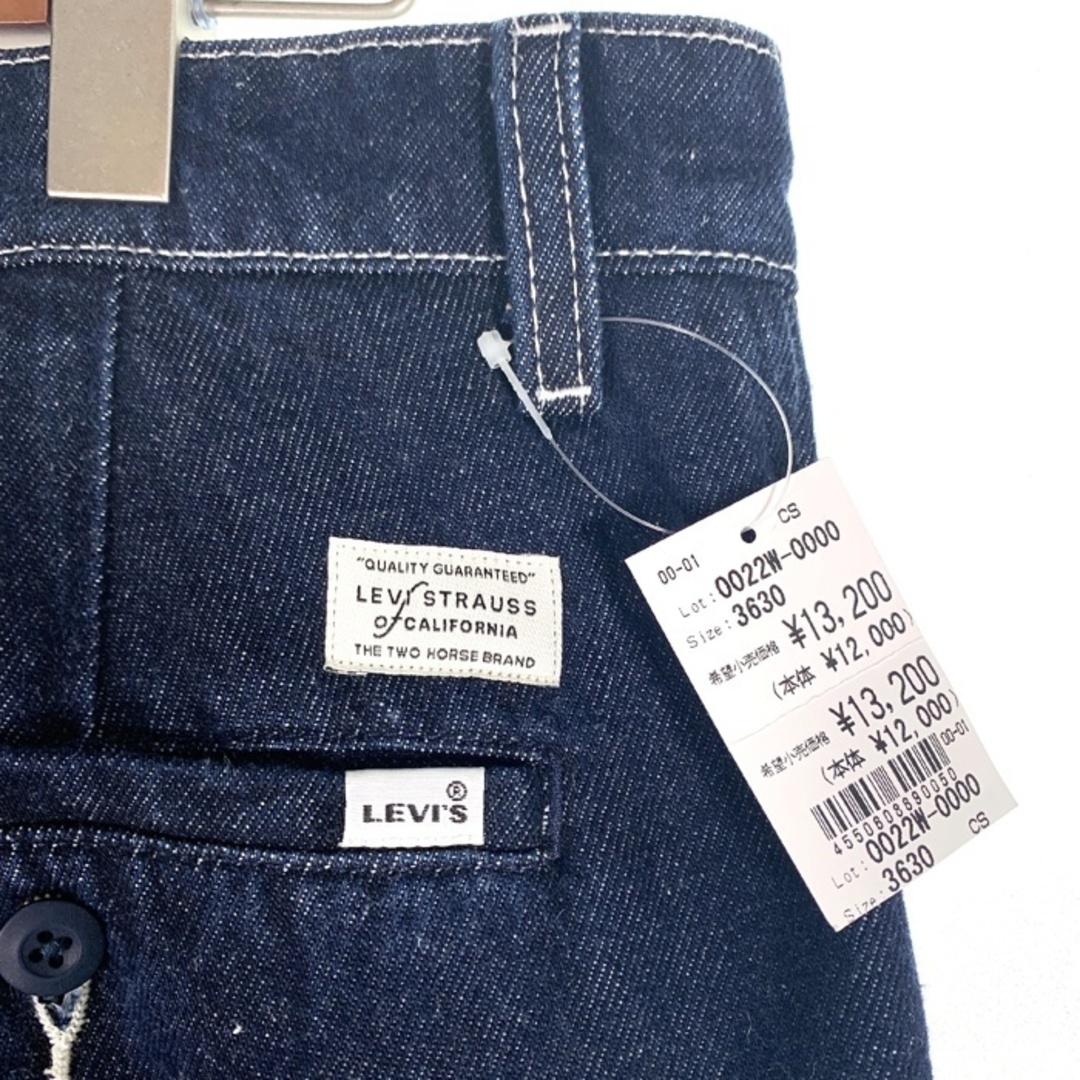 "QUALITY GUARANTEED"
LEVI STRAUSS
of CALIFORNIA
THE TWO HORSE BRAND
LEVI'S®
CS
00-01
Lot: 0022W-0000
Size: 3630
希望小売価格 ¥13,200
(本体 ¥12,000)
希望小売価格 ¥13,200
(本体 ¥12,000)
00-01
4550808890050
Lot: 0022W-0000
CS
Size: 3630